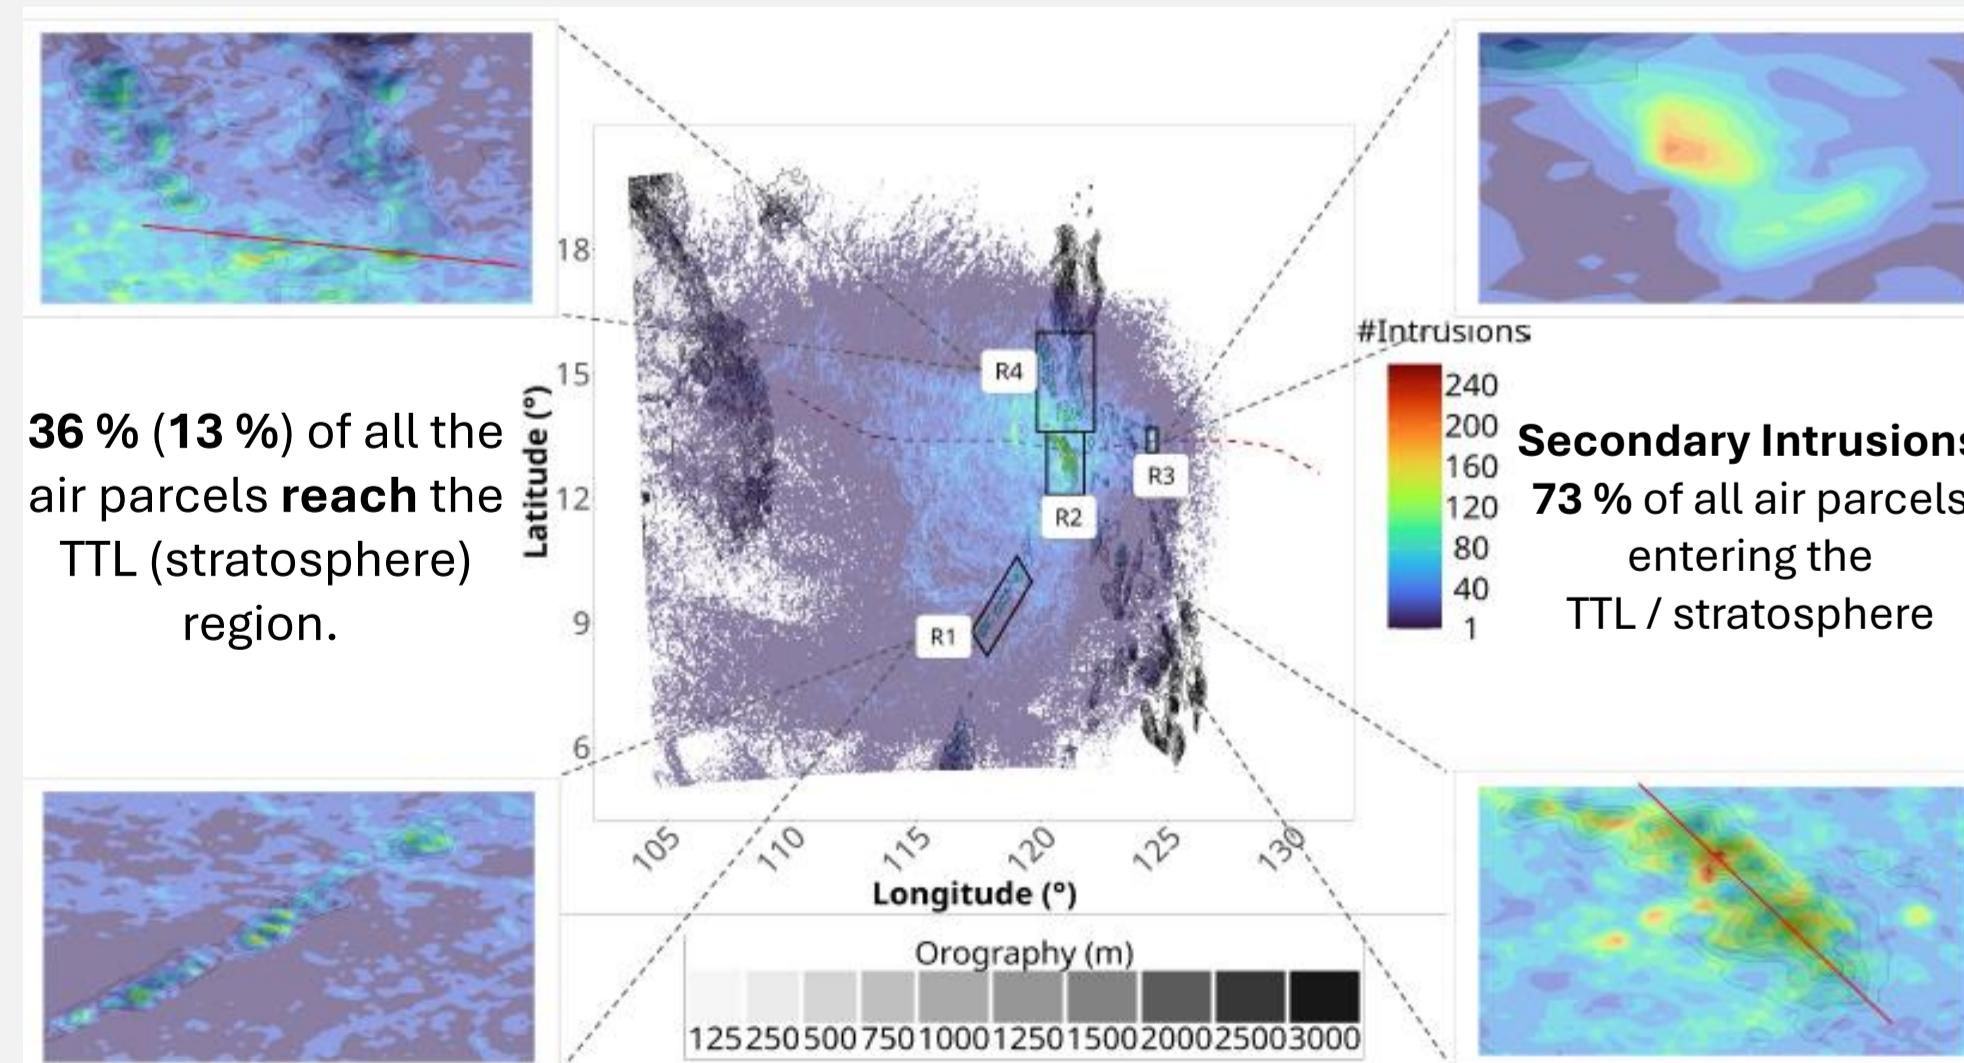 36 % (13 %) of all the
air parcels reach the
TTL (stratosphere)
region.
Latitude (°)
18
15
12
9
6
R4
R3
R2
R1
105
110
115
120
125
130
Longitude (°)
#Intrusions
240
200
160
120
80
40
1
Secondary Intrusions
73 % of all air parcels
entering the
TTL / stratosphere
Orography (m)
125 250 500 750 1000 1250 1500 2000 2500 3000